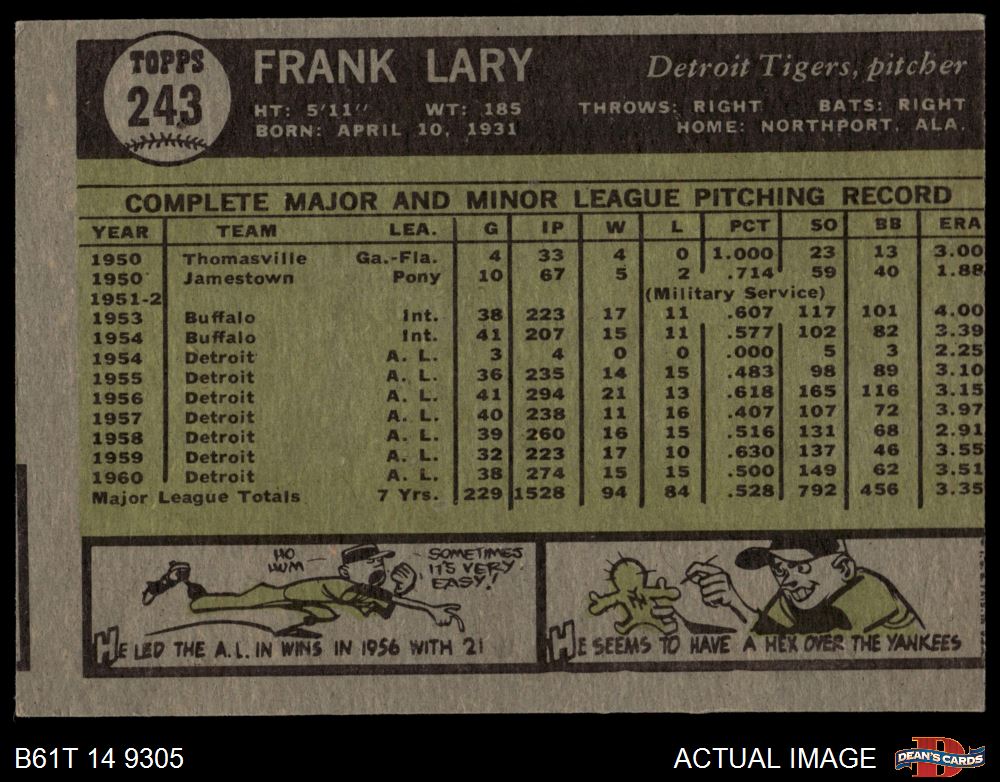 TOPPS
243
FRANK LARY
Detroit Tigers, pitcher
HT: 5'11" WT: 185 THROWS: RIGHT BATS: RIGHT
BORN: APRIL 10, 1931 HOME: NORTHPORT, ALA.
COMPLETE MAJOR AND MINOR LEAGUE PITCHING RECORD
YEAR TEAM LEA. G IP W L PCT SO BB ERA
1950 Thomasville Ga.-Fla. 4 33 4 0 1.000 23 13 3.00
1950 Jamestown Pony 10 67 5 2 .714 59 40 1.88
1951-2 (Military Service)
1953 Buffalo Int. 38 223 17 11 .607 117 101 4.00
1954 Buffalo Int. 41 207 15 11 .577 102 82 3.39
1954 Detroit A. L. 3 4 0 0 .000 5 3 2.25
1955 Detroit A. L. 36 235 14 15 .483 98 89 3.10
1956 Detroit A. L. 41 294 21 13 .618 165 116 3.15
1957 Detroit A. L. 40 238 11 16 .407 107 72 3.97
1958 Detroit A. L. 39 260 16 15 .516 131 68 2.91
1959 Detroit A. L. 32 223 17 10 .630 137 46 3.55
1960 Detroit A. L. 38 274 15 15 .500 149 62 3.51
Major League Totals 7 Yrs. 229 1528 94 84 .528 792 456 3.35
HO
HUM
SOMETIMES
IT'S VERY
EASY!
HE LED THE A.L. IN WINS IN 1956 WITH 21
NY
HE SEEMS TO HAVE A HEX OVER THE YANKEES
B61T 14 9305
ACTUAL IMAGE
DEAN'S CARDS